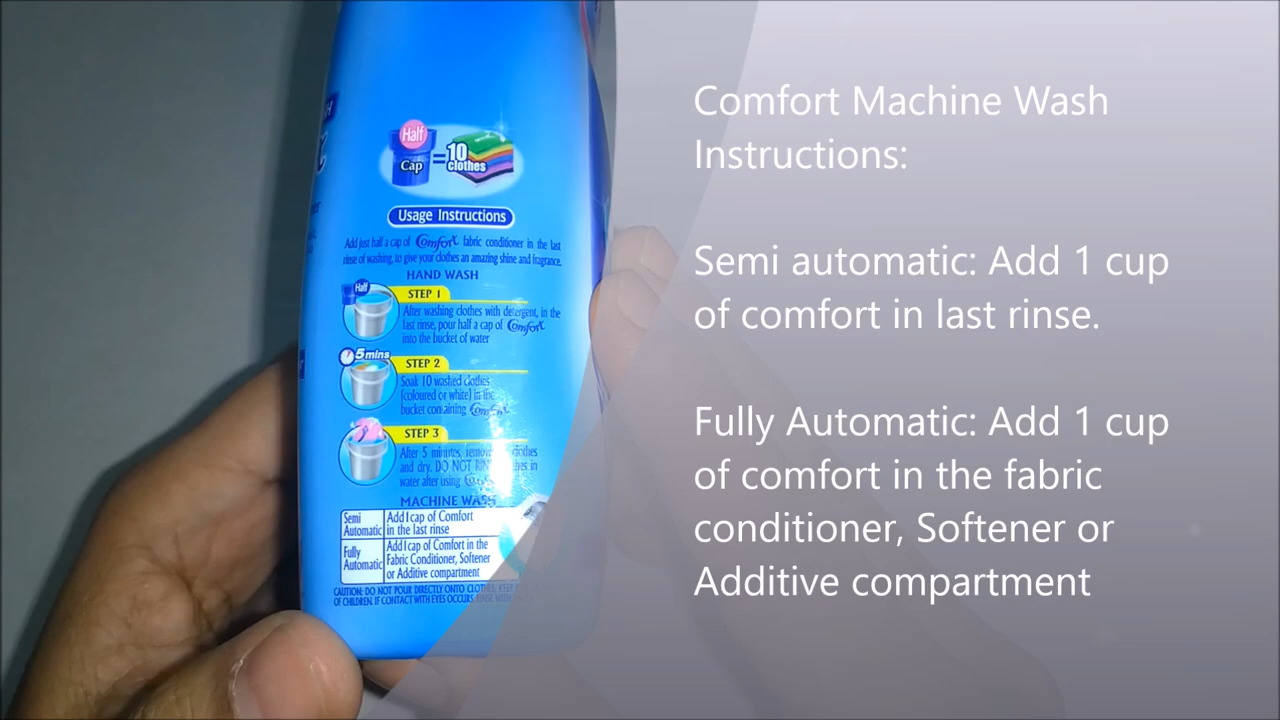 Half
Cap
=
10
Clothes
Usage Instructions
Add just half a cap of Comfort fabric conditioner in the last
rinse of washing, to give your clothes an amazing shine and fragrance.
HAND WASH
Half
STEP 1
After washing clothes with detergent, in the
last rinse, pour half a cap of Comfort
into the bucket of water
5 mins
STEP 2
Soak 10 washed clothes
(coloured or white) in the
bucket containing Comfort
STEP 3
After 5 minutes, remove clothes
and dry. DO NOT in
water after using
MACHINE WASH
Semi
Automatic
Add 1 cap of Comfort
in the last rinse
Fully
Automatic
Add 1 cap of Comfort in the
Fabric Conditioner, Softener
or Additive compartment
CAUTION: DO NOT POUR DIRECTLY ONTO
OF CHILDREN. IF CONTACT WITH EYES OCCURS
Comfort Machine Wash
Instructions:
Semi automatic: Add 1 cup
of comfort in last rinse.
Fully Automatic: Add 1 cup
of comfort in the fabric
conditioner, Softener or
Additive compartment